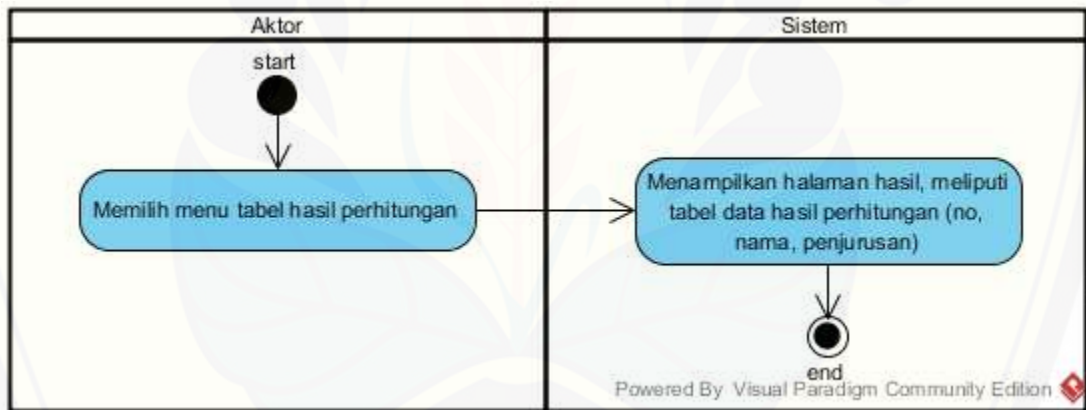 Aktor
Sistem
start
Memilih menu tabel hasil perhitungan
Menampilkan halaman hasil, meliputi
tabel data hasil perhitungan (no,
nama, penjurusan)
end
Powered By Visual Paradigm Community Edition